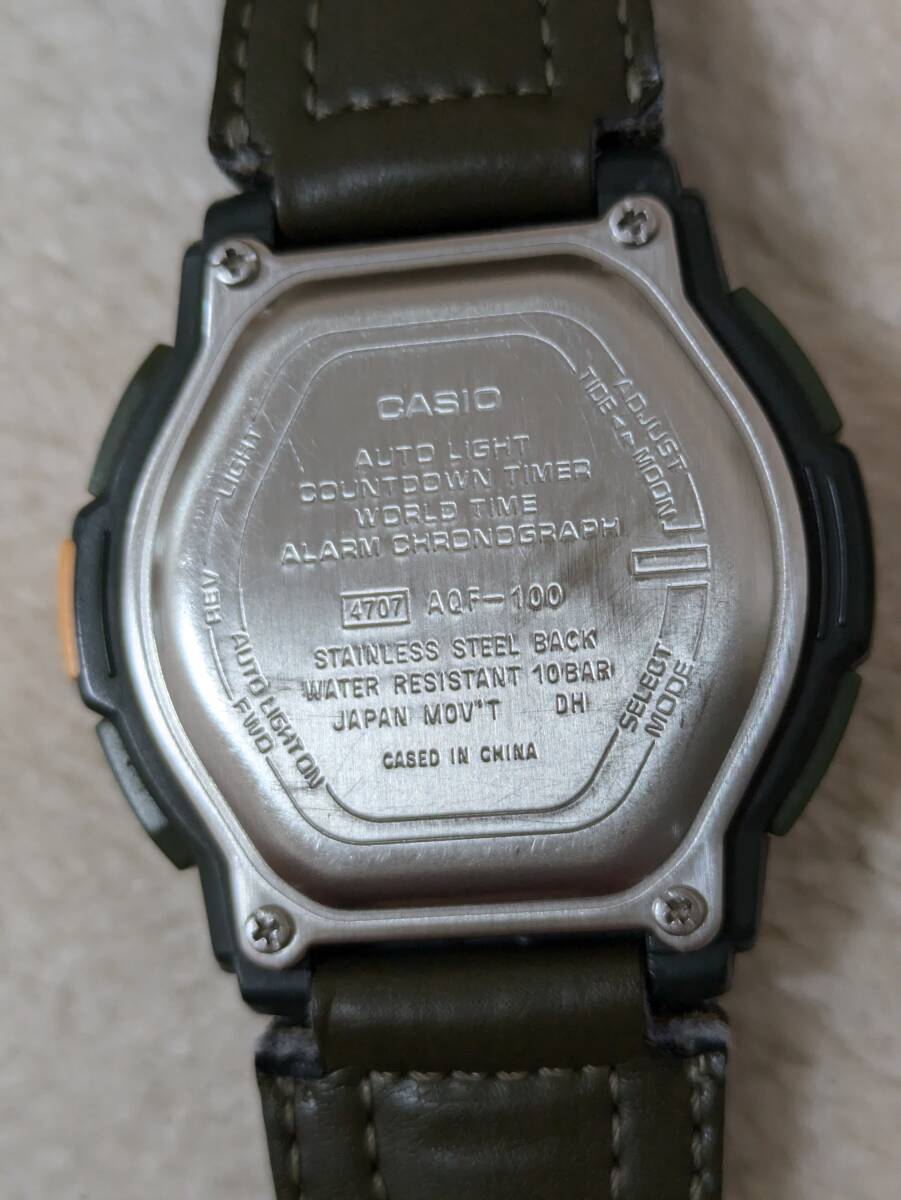 CASIO
AUTO LIGHT
COUNTDOWN TIMER
WORLD TIME
ALARM CHRONOGRAPH
4707 AQF-100
STAINLESS STEEL BACK
WATER RESISTANT 10BAR
JAPAN MOV'T DH
CASED IN CHINA
LIGHT
REV
AUTO LIGHT ON
FWD
ADJUST
TIDE MOON
SELECT
MODE